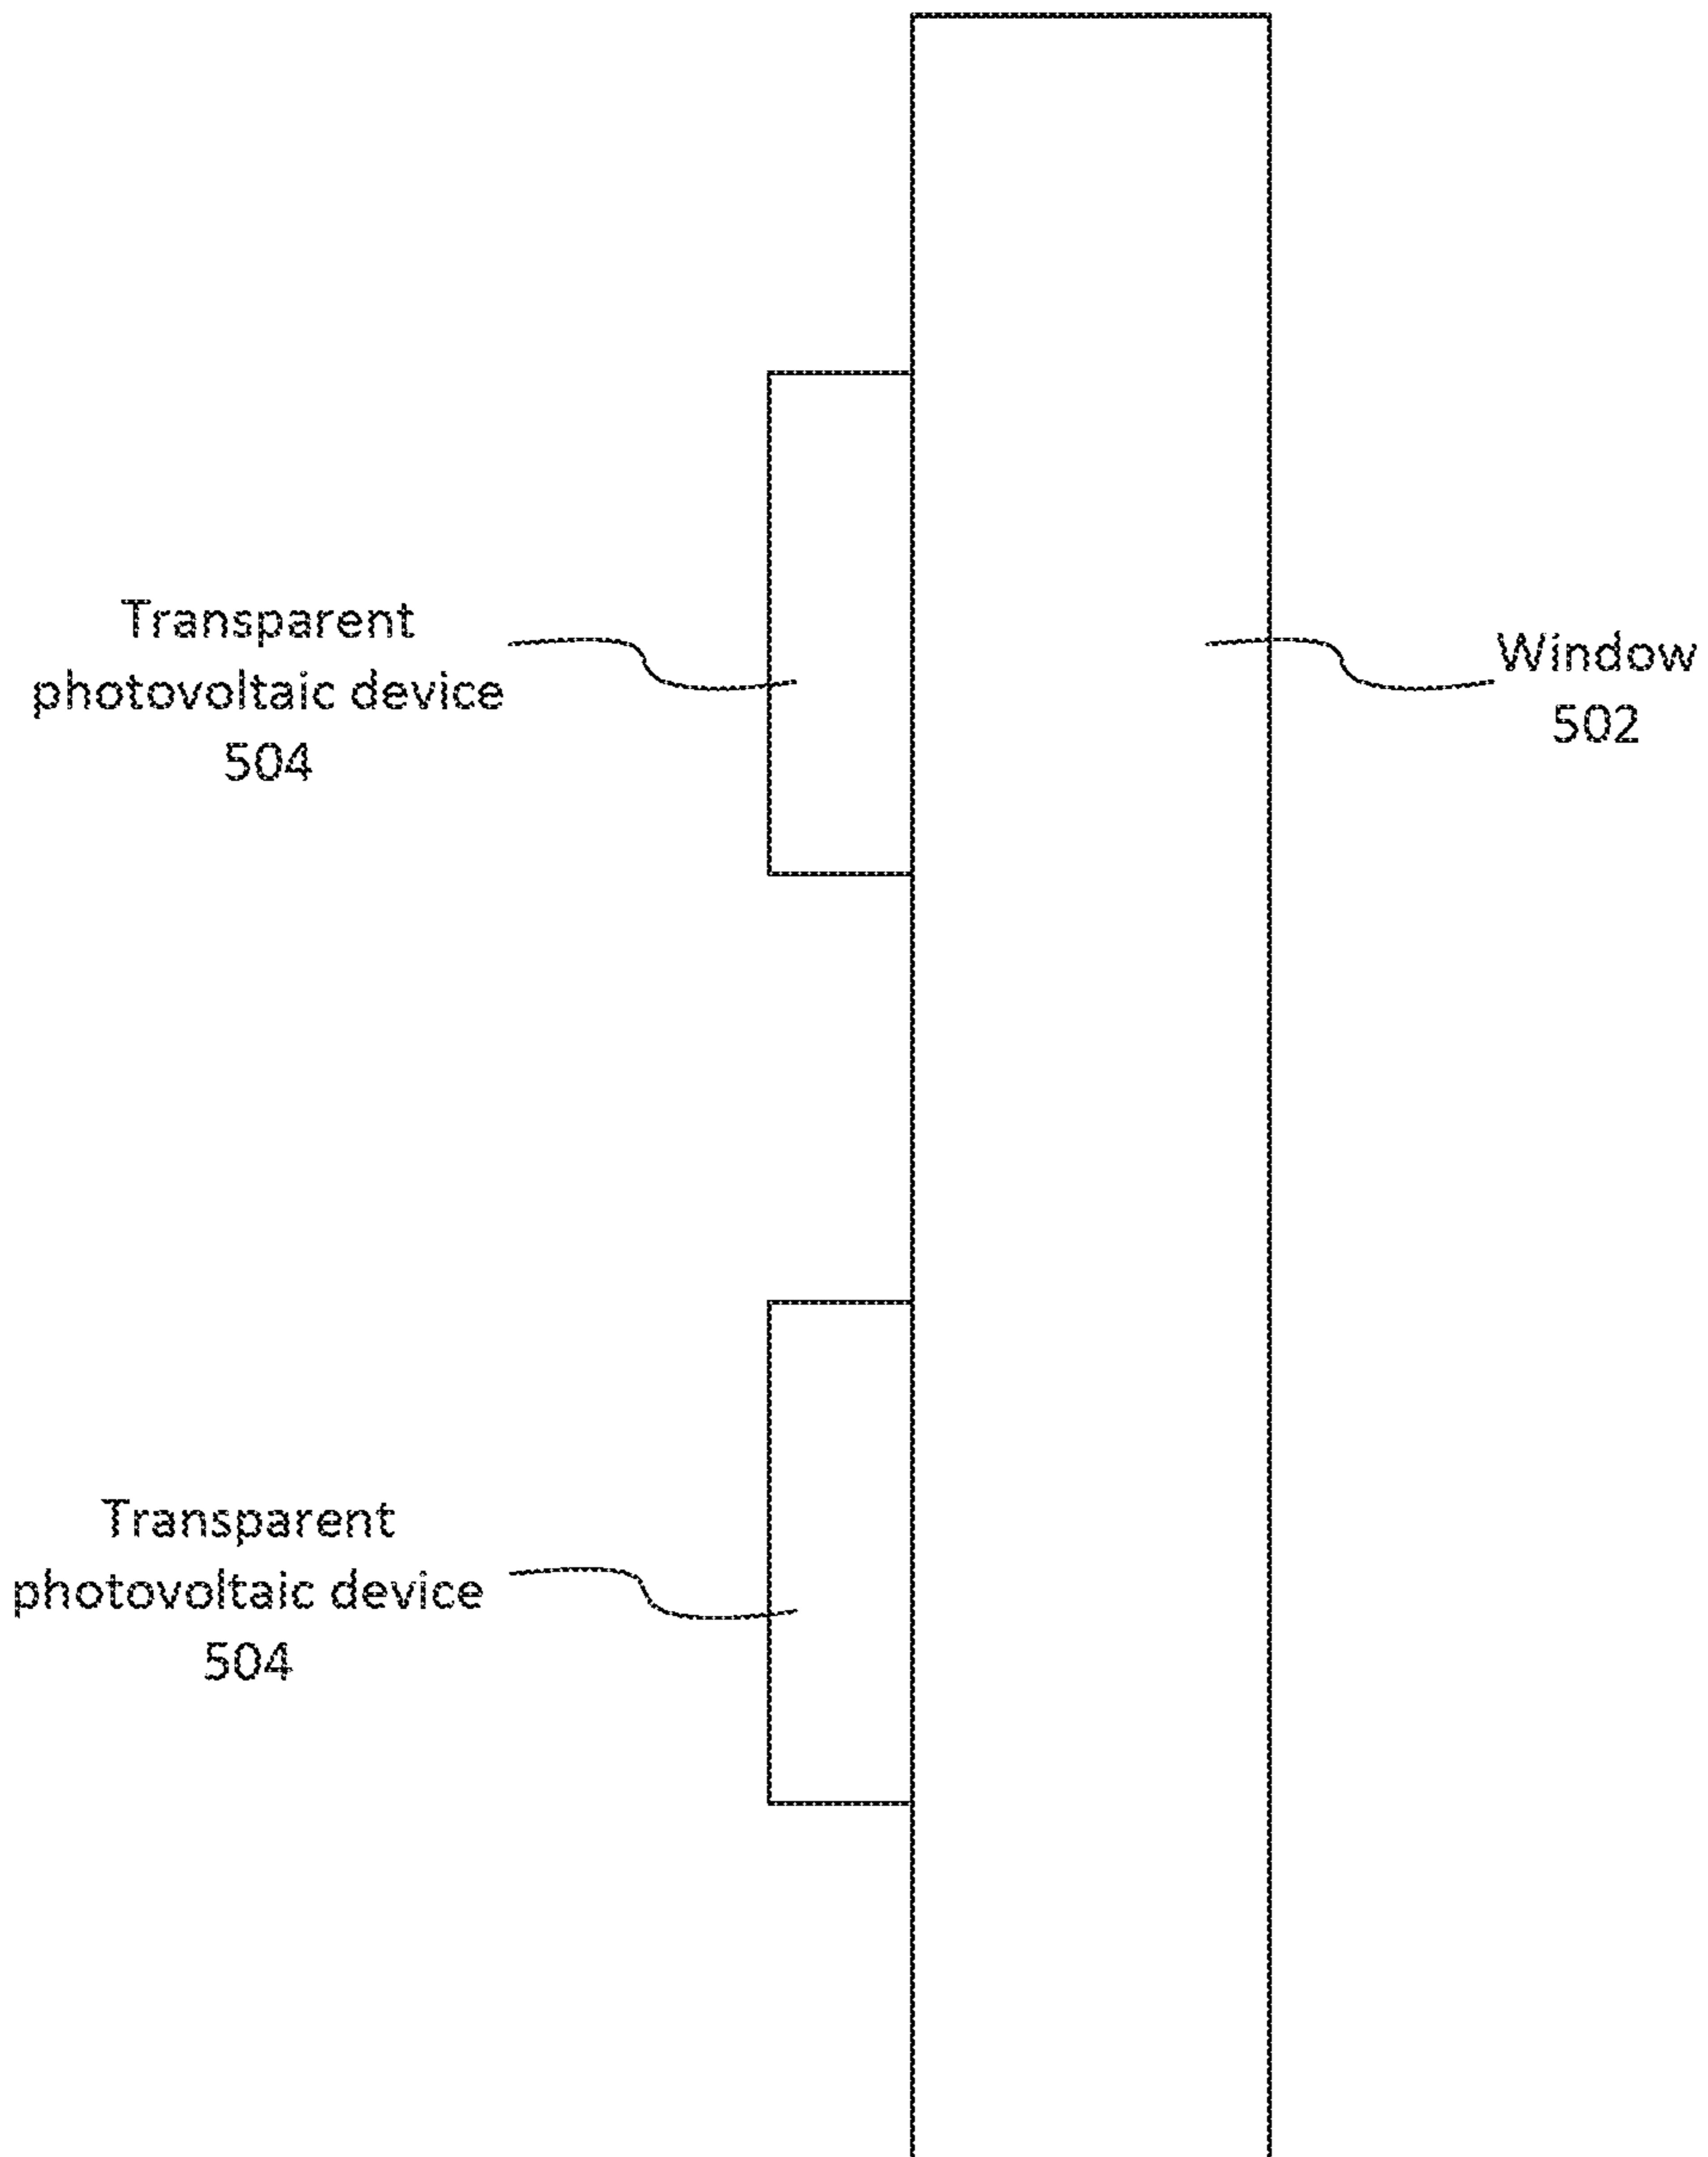 Transparent
photovoltaic device
504
Window
502
Transparent
photovoltaic device
504